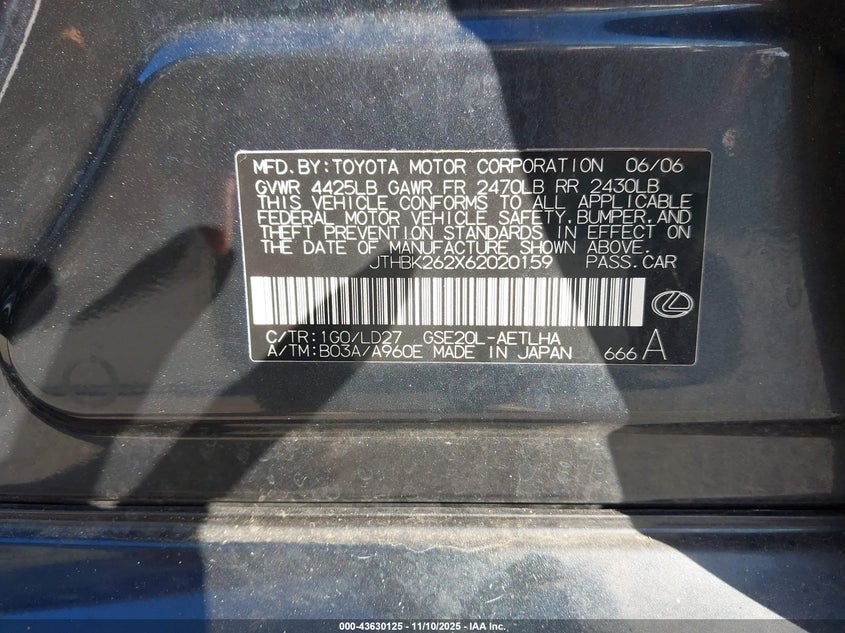 MFD.BY:TOYOTA MOTOR CORPORATION 06/06
GVWR 4425LB GAWR FR 2470LB RR 2430LB
THIS VEHICLE CONFORMS TO ALL APPLICABLE
FEDERAL MOTOR VEHICLE SAFETY,BUMPER,AND
THEFT PREVENTION STANDARDS IN EFFECT ON
THE DATE OF MANUFACTURE SHOWN ABOVE.
JTHBK262X62020159 PASS.CAR
C/TR:1G0/LD27 GSE20L-AETLHA
A/TM:B03A/A960E MADE IN JAPAN 666 A
000-43630125 - 11/10/2025 - IAA Inc.